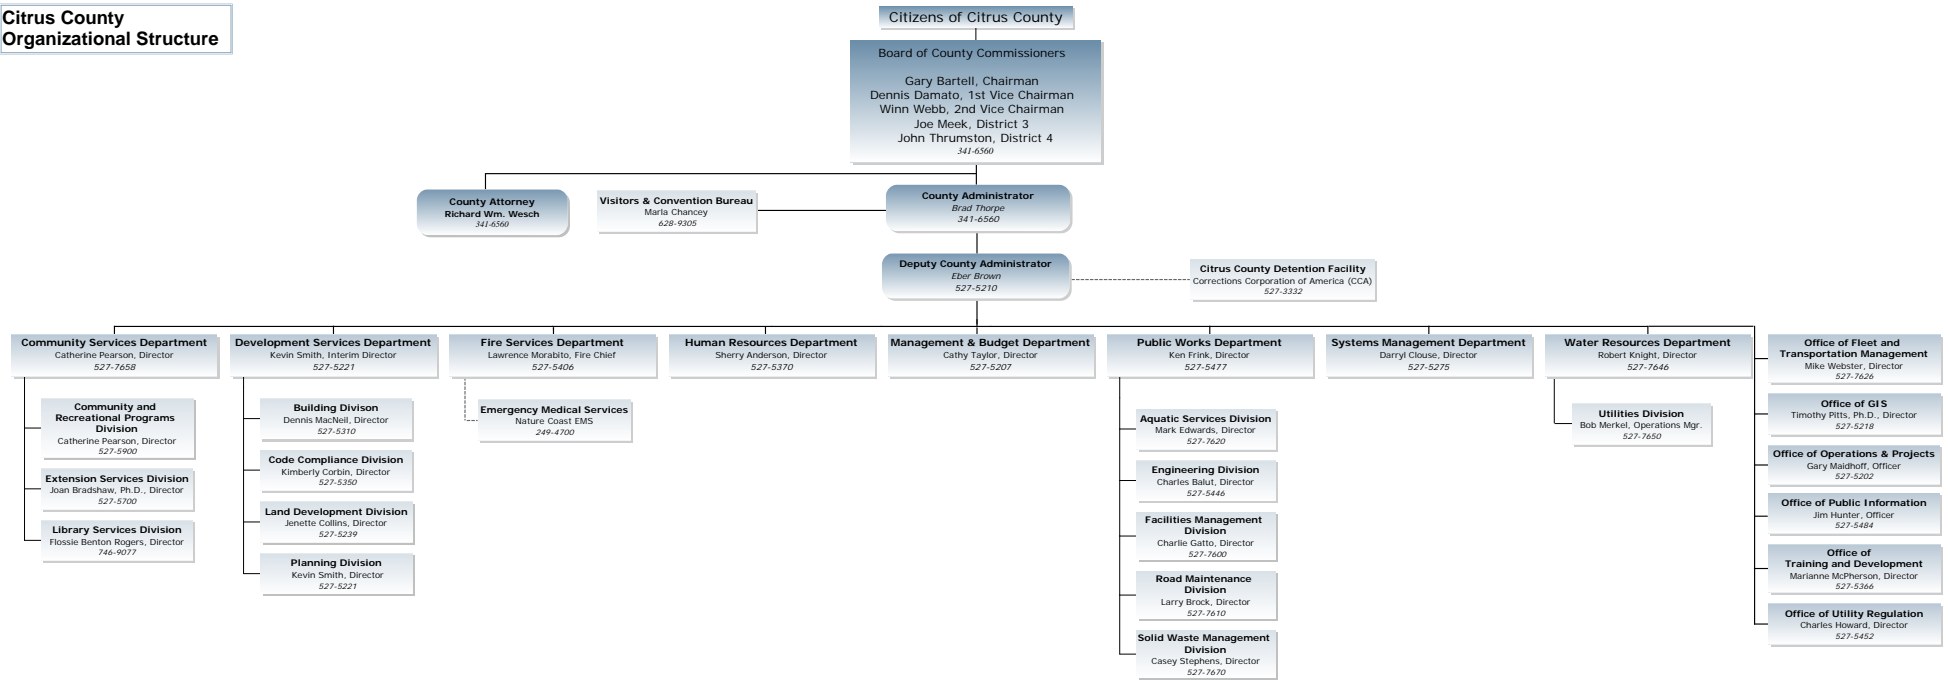 Citrus County
Organizational Structure
Citizens of Citrus County
Board of County Commissioners
Gary Bartell, Chairman
Dennis Damato, 1st Vice Chairman
Winn Webb, 2nd Vice Chairman
Joe Meek, District 3
John Thrumston, District 4
341-6560
County Attorney
Richard Wm. Wesch
341-6560
Visitors & Convention Bureau
Marla Chancey
628-9305
County Administrator
Brad Thorpe
341-6560
Deputy County Administrator
Eber Brown
527-5210
Citrus County Detention Facility
Corrections Corporation of America (CCA)
527-3332
Community Services Department
Catherine Pearson, Director
527-7658
Community and
Recreational Programs
Division
Catherine Pearson, Director
527-5900
Extension Services Division
Joan Bradshaw, Ph.D., Director
527-5700
Library Services Division
Flossie Benton Rogers, Director
746-9077
Development Services Department
Kevin Smith, Interim Director
527-5221
Building Divison
Dennis MacNeil, Director
527-5310
Code Compliance Division
Kimberly Corbin, Director
527-5350
Land Development Division
Jenette Collins, Director
527-5239
Planning Division
Kevin Smith, Director
527-5221
Fire Services Department
Lawrence Morabito, Fire Chief
527-5406
Emergency Medical Services
Nature Coast EMS
249-4700
Human Resources Department
Sherry Anderson, Director
527-5370
Management & Budget Department
Cathy Taylor, Director
527-5207
Public Works Department
Ken Frink, Director
527-5477
Aquatic Services Division
Mark Edwards, Director
527-7620
Engineering Division
Charles Balut, Director
527-5446
Facilities Management
Division
Charlie Gatto, Director
527-7600
Road Maintenance
Division
Larry Brock, Director
527-7610
Solid Waste Management
Division
Casey Stephens, Director
527-7670
Systems Management Department
Darryl Clouse, Director
527-5275
Water Resources Department
Robert Knight, Director
527-7646
Utilities Division
Bob Merkel, Operations Mgr.
527-7650
Office of Fleet and
Transportation Management
Mike Webster, Director
527-7626
Office of GIS
Timothy Pitts, Ph.D., Director
527-5218
Office of Operations & Projects
Gary Maidhoff, Officer
527-5202
Office of Public Information
Jim Hunter, Officer
527-5484
Office of
Training and Development
Marianne McPherson, Director
527-5366
Office of Utility Regulation
Charles Howard, Director
527-5452